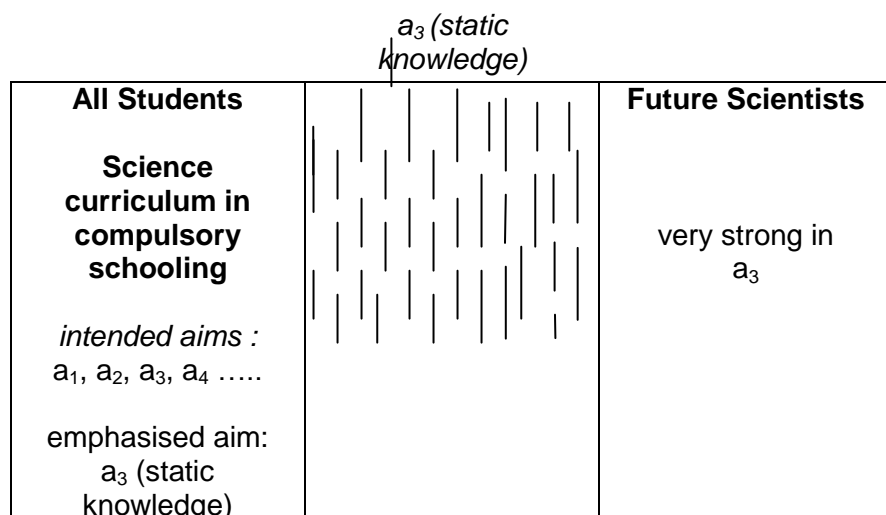 a₃ (static
knowledge)
All Students
Science
curriculum in
compulsory
schooling
intended aims :
a₁, a₂, a₃, a₄ …..
emphasised aim:
a₃ (static
knowledge)
Future Scientists
very strong in
a₃